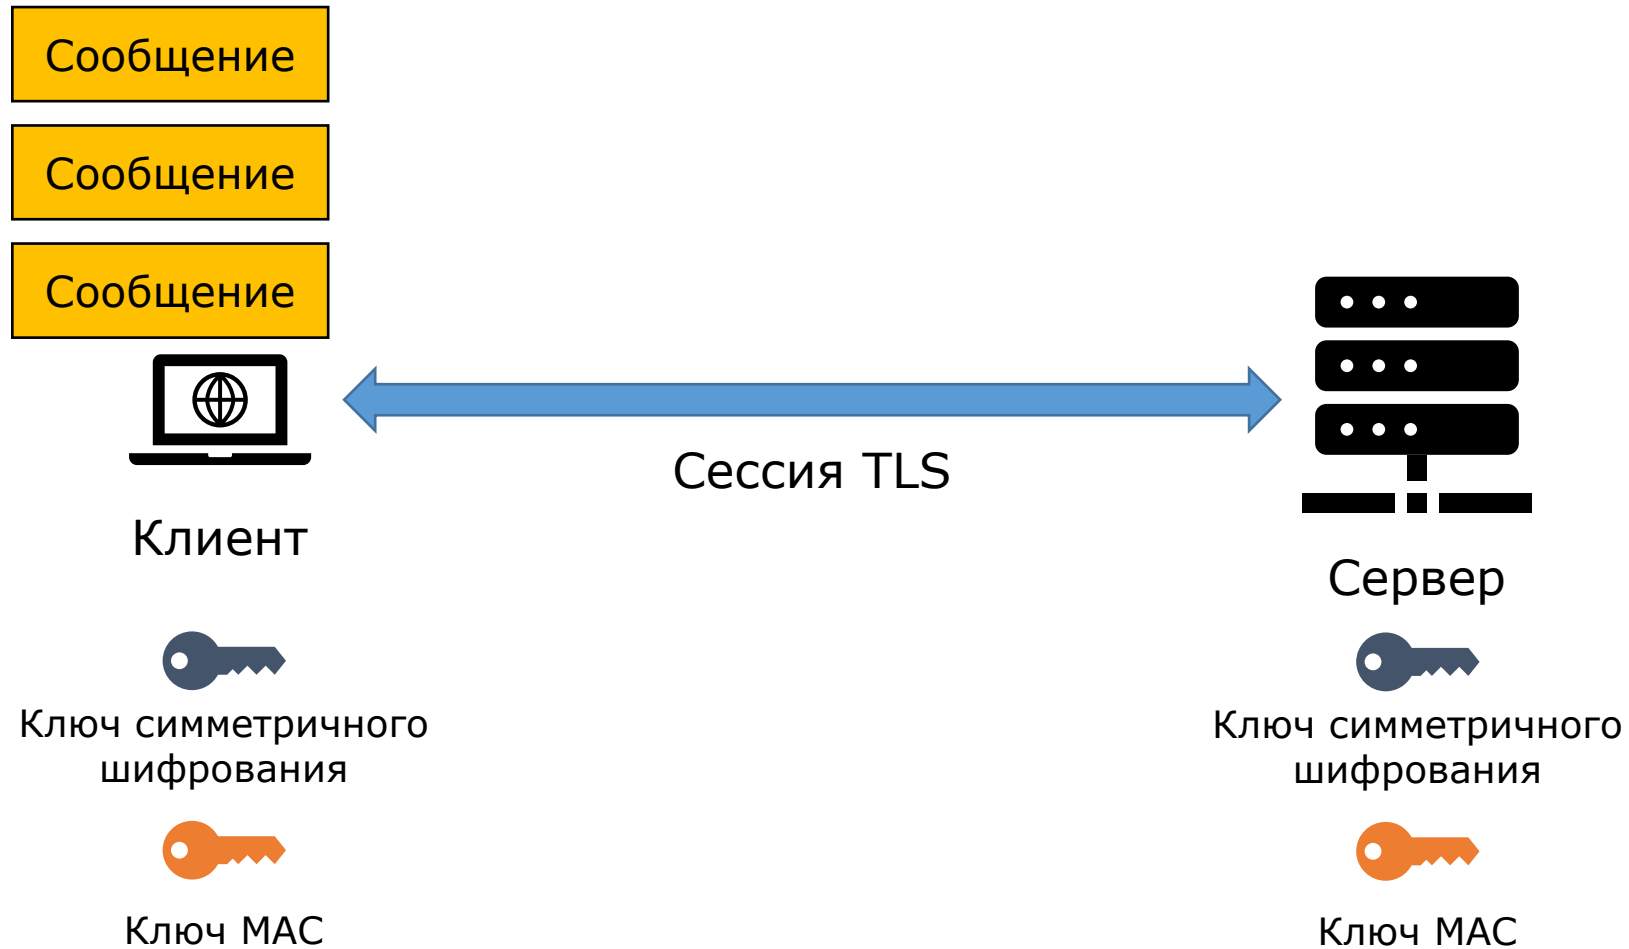 Сообщение
Сообщение
Сообщение
Сессия TLS
Клиент
Сервер
Ключ симметричного
шифрования
Ключ симметричного
шифрования
Ключ MAC
Ключ MAC